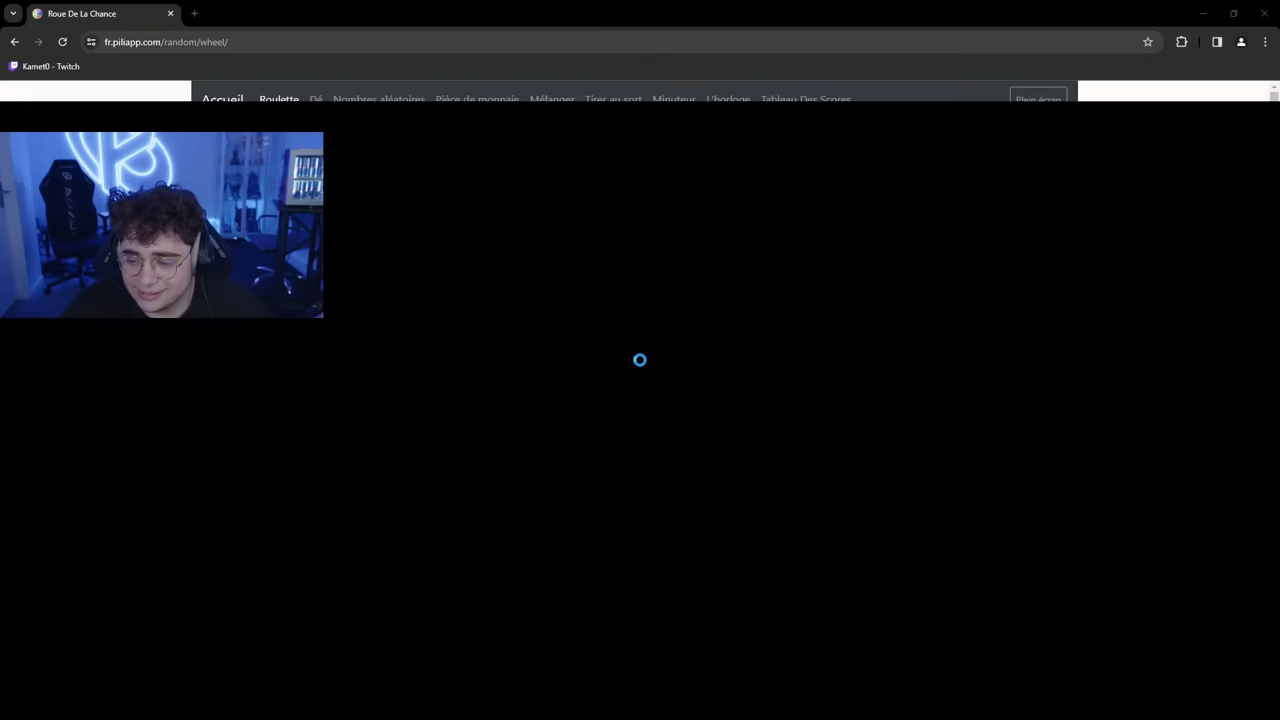 Roue De La Chance
fr.piliapp.com/random/wheel/
Kamet0 - Twitch
Accueil Roulette Dé Nombres aléatoires Pièce de monnaie Mélanger Tirer au sort Minuteur L'horloge Tableau Des Scores Plein écran